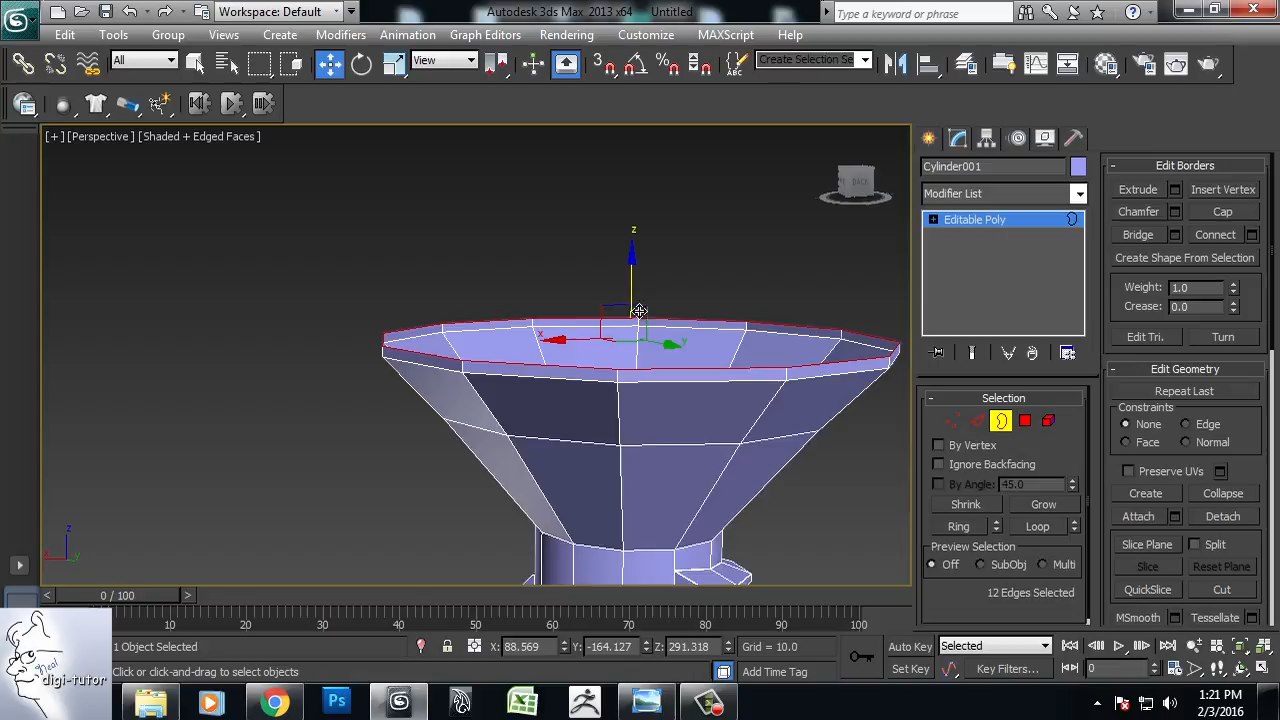 Autodesk 3ds Max 2013 x64 Untitled
Workspace: Default
Type a keyword or phrase
Edit Tools Group Views Create Modifiers Animation Graph Editors Rendering Customize MAXScript Help
All View Create Selection Se
[+] [Perspective] [Shaded + Edged Faces]
BACK
z
x
y
z
x
y
Cylinder001
Modifier List
Editable Poly
Selection
By Vertex
Ignore Backfacing
By Angle: 45.0
Shrink Grow
Ring Loop
Preview Selection
Off SubObj Multi
12 Edges Selected
Edit Borders
Extrude Insert Vertex
Chamfer Cap
Bridge Connect
Create Shape From Selection
Weight: 1.0
Crease: 0.0
Edit Tri. Turn
Edit Geometry
Repeat Last
Constraints
None Edge
Face Normal
Preserve UVs
Create Collapse
Attach Detach
Slice Plane Split
Slice Reset Plane
QuickSlice Cut
MSmooth Tessellate
0 / 100
10 20 30 40 50 60 70 80 90 100
1 Object Selected X: 88.569 Y: -164.127 Z: 291.318 Grid = 10.0 Auto Key Selected
Click or click-and-drag to select objects Add Time Tag Set Key Key Filters... 0
digi-tutor
Ps
1:21 PM
2/3/2016